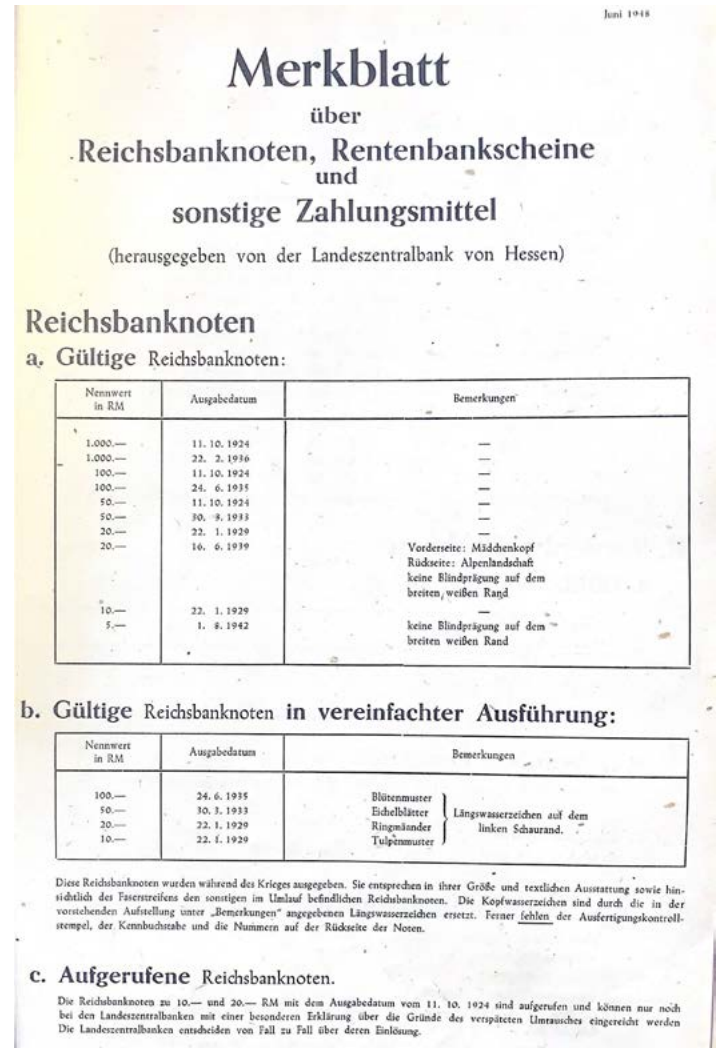 Juni 1948
Merkblatt
über
Reichsbanknoten, Rentenbankscheine
und
sonstige Zahlungsmittel
(herausgegeben von der Landeszentralbank von Hessen)
Reichsbanknoten
a. Gültige Reichsbanknoten:
Nennwert in RM Ausgabedatum Bemerkungen
1.000.— 11. 10. 1924 —
1.000.— 22. 2. 1936 —
100.— 11. 10. 1924 —
100.— 24. 6. 1935 —
50.— 11. 10. 1924 —
50.— 30. 3. 1933 —
20.— 22. 1. 1929 —
20.— 16. 6. 1939 Vorderseite: Mädchenkopf
Rückseite: Alpenlandschaft
keine Blindprägung auf dem
breiten, weißen Rand
10.— 22. 1. 1929 —
5.— 1. 8. 1942 keine Blindprägung auf dem
breiten weißen Rand
b. Gültige Reichsbanknoten in vereinfachter Ausführung:
Nennwert in RM Ausgabedatum Bemerkungen
100.— 24. 6. 1935 Blütenmuster
50.— 30. 3. 1933 Eichelblätter Längswasserzeichen auf dem
20.— 22. 1. 1929 Ringmäander linken Schaurand.
10.— 22. 1. 1929 Tulpenmuster
Diese Reichsbanknoten wurden während des Krieges ausgegeben. Sie entsprechen in ihrer Größe und textlichen Ausstattung sowie hin-
sichtlich des Faserstreifens den sonstigen im Umlauf befindlichen Reichsbanknoten. Die Kopfwasserzeichen sind durch die in der
vorstehenden Aufstellung unter „Bemerkungen" angegebenen Längswasserzeichen ersetzt. Ferner fehlen der Ausfertigungskontroll-
stempel, der Kennbuchstabe und die Nummern auf der Rückseite der Noten.
c. Aufgerufene Reichsbanknoten.
Die Reichsbanknoten zu 10.— und 20.— RM mit dem Ausgabedatum vom 11. 10. 1924 sind aufgerufen und können nur noch
bei den Landeszentralbanken mit einer besonderen Erklärung über die Gründe des verspäteten Umtausches eingereicht werden
Die Landeszentralbanken entscheiden von Fall zu Fall über deren Einlösung.